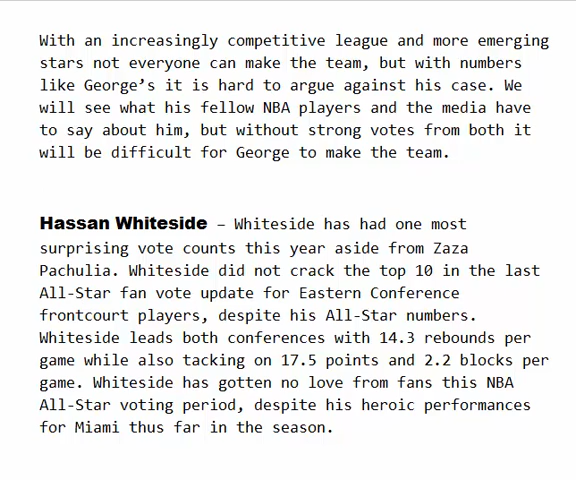 With an increasingly competitive league and more emerging
stars not everyone can make the team, but with numbers
like George’s it is hard to argue against his case. We
will see what his fellow NBA players and the media have
to say about him, but without strong votes from both it
will be difficult for George to make the team.
Hassan Whiteside – Whiteside has had one most
surprising vote counts this year aside from Zaza
Pachulia. Whiteside did not crack the top 10 in the last
All-Star fan vote update for Eastern Conference
frontcourt players, despite his All-Star numbers.
Whiteside leads both conferences with 14.3 rebounds per
game while also tacking on 17.5 points and 2.2 blocks per
game. Whiteside has gotten no love from fans this NBA
All-Star voting period, despite his heroic performances
for Miami thus far in the season.